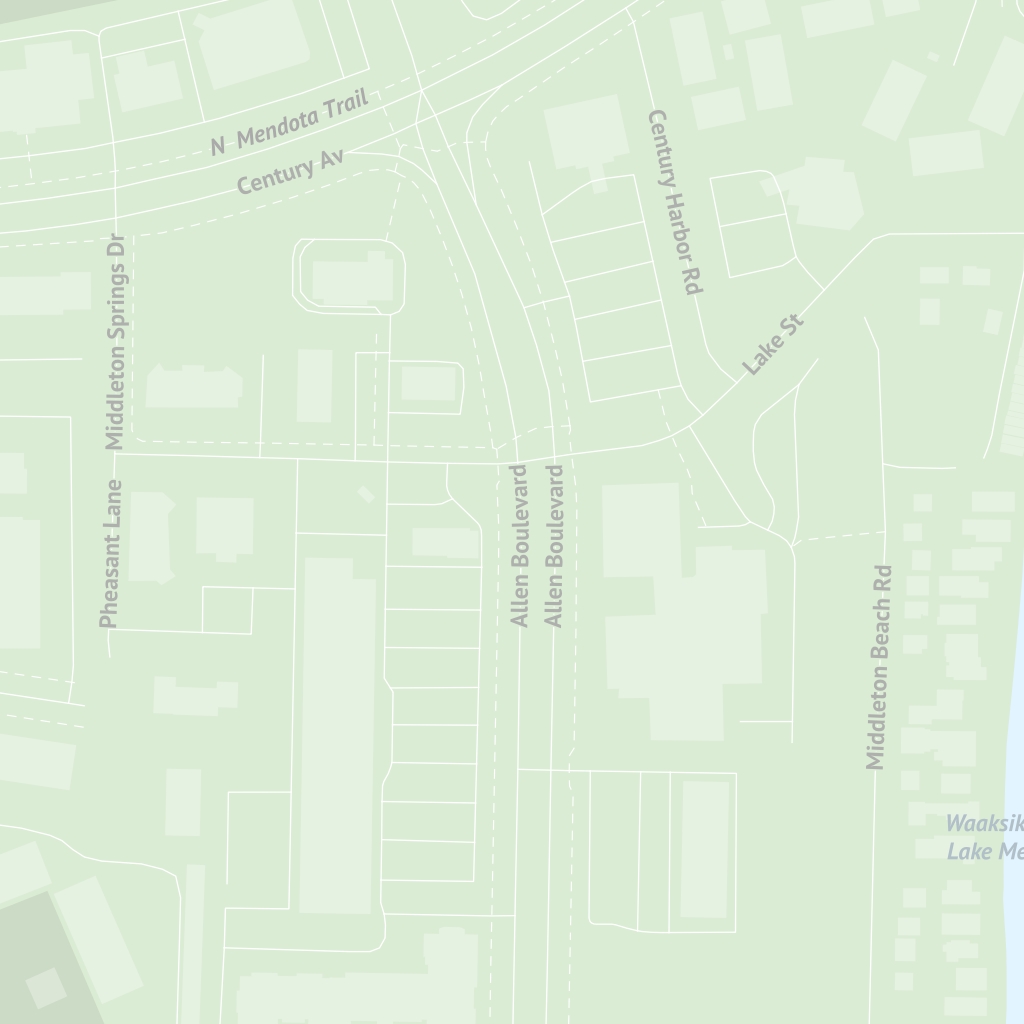 N Mendota Trail
Century Av
Century Harbor Rd
Middleton Springs Dr
Lake St
Pheasant Lane
Allen Boulevard
Allen Boulevard
Middleton Beach Rd
Waaksik
Lake Me